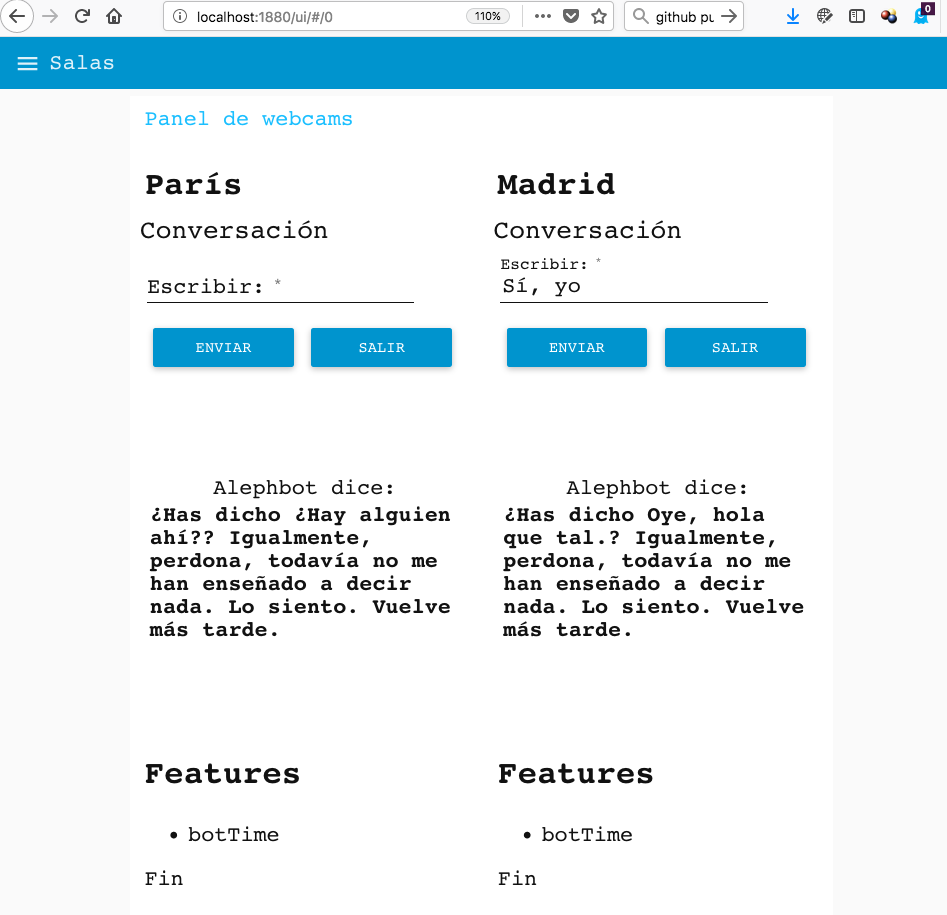 localhost:1880/ui/#/0
110%
github pu
0
Salas
Panel de webcams
París
Conversación
Escribir: *
ENVIAR
SALIR
Alephbot dice:
¿Has dicho ¿Hay alguien
ahí?? Igualmente,
perdona, todavía no me
han enseñado a decir
nada. Lo siento. Vuelve
más tarde.
Features
• botTime
Fin
Madrid
Conversación
Escribir: *
Sí, yo
ENVIAR
SALIR
Alephbot dice:
¿Has dicho Oye, hola
que tal.? Igualmente,
perdona, todavía no me
han enseñado a decir
nada. Lo siento. Vuelve
más tarde.
Features
• botTime
Fin